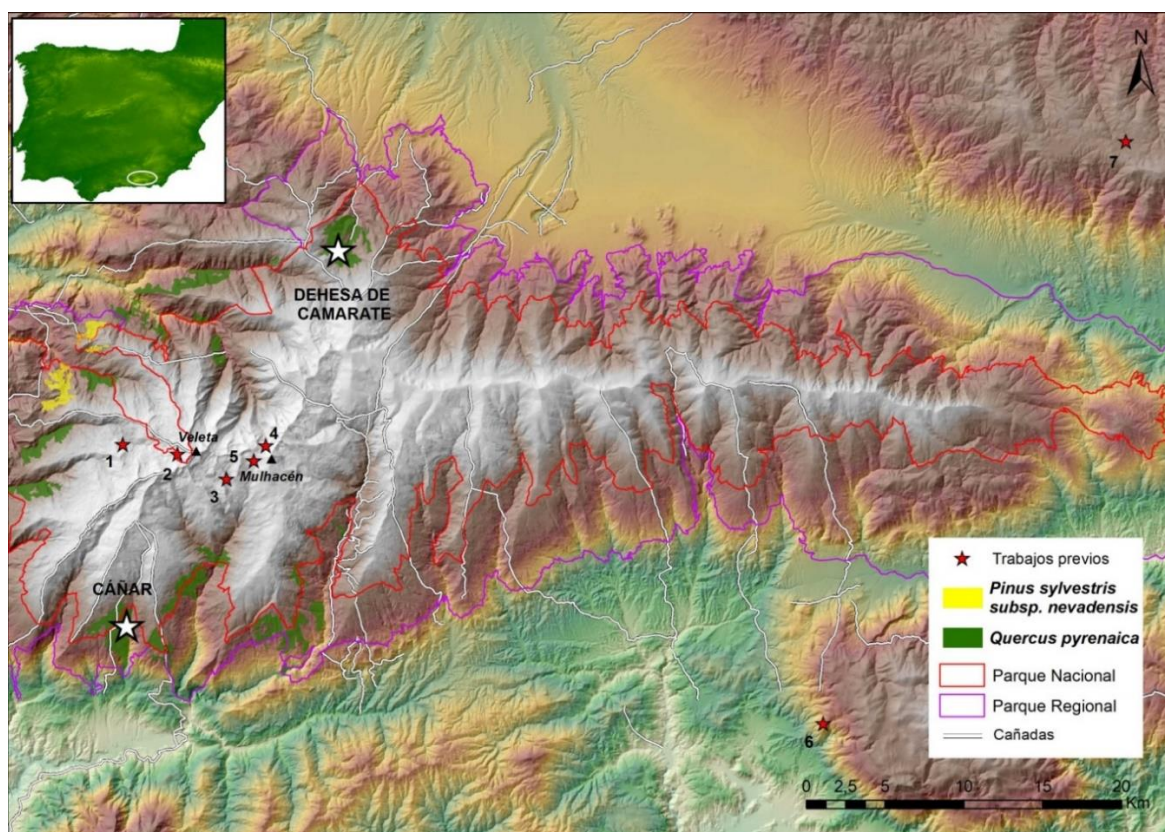 N
7
DEHESA DE
CAMARATE
Veleta
4
1
5
2
Mulhacén
3
CÁÑAR
6
Trabajos previos
Pinus sylvestris
subsp. nevadensis
Quercus pyrenaica
Parque Nacional
Parque Regional
Cañadas
0 2,5 5 10 15 20
Km